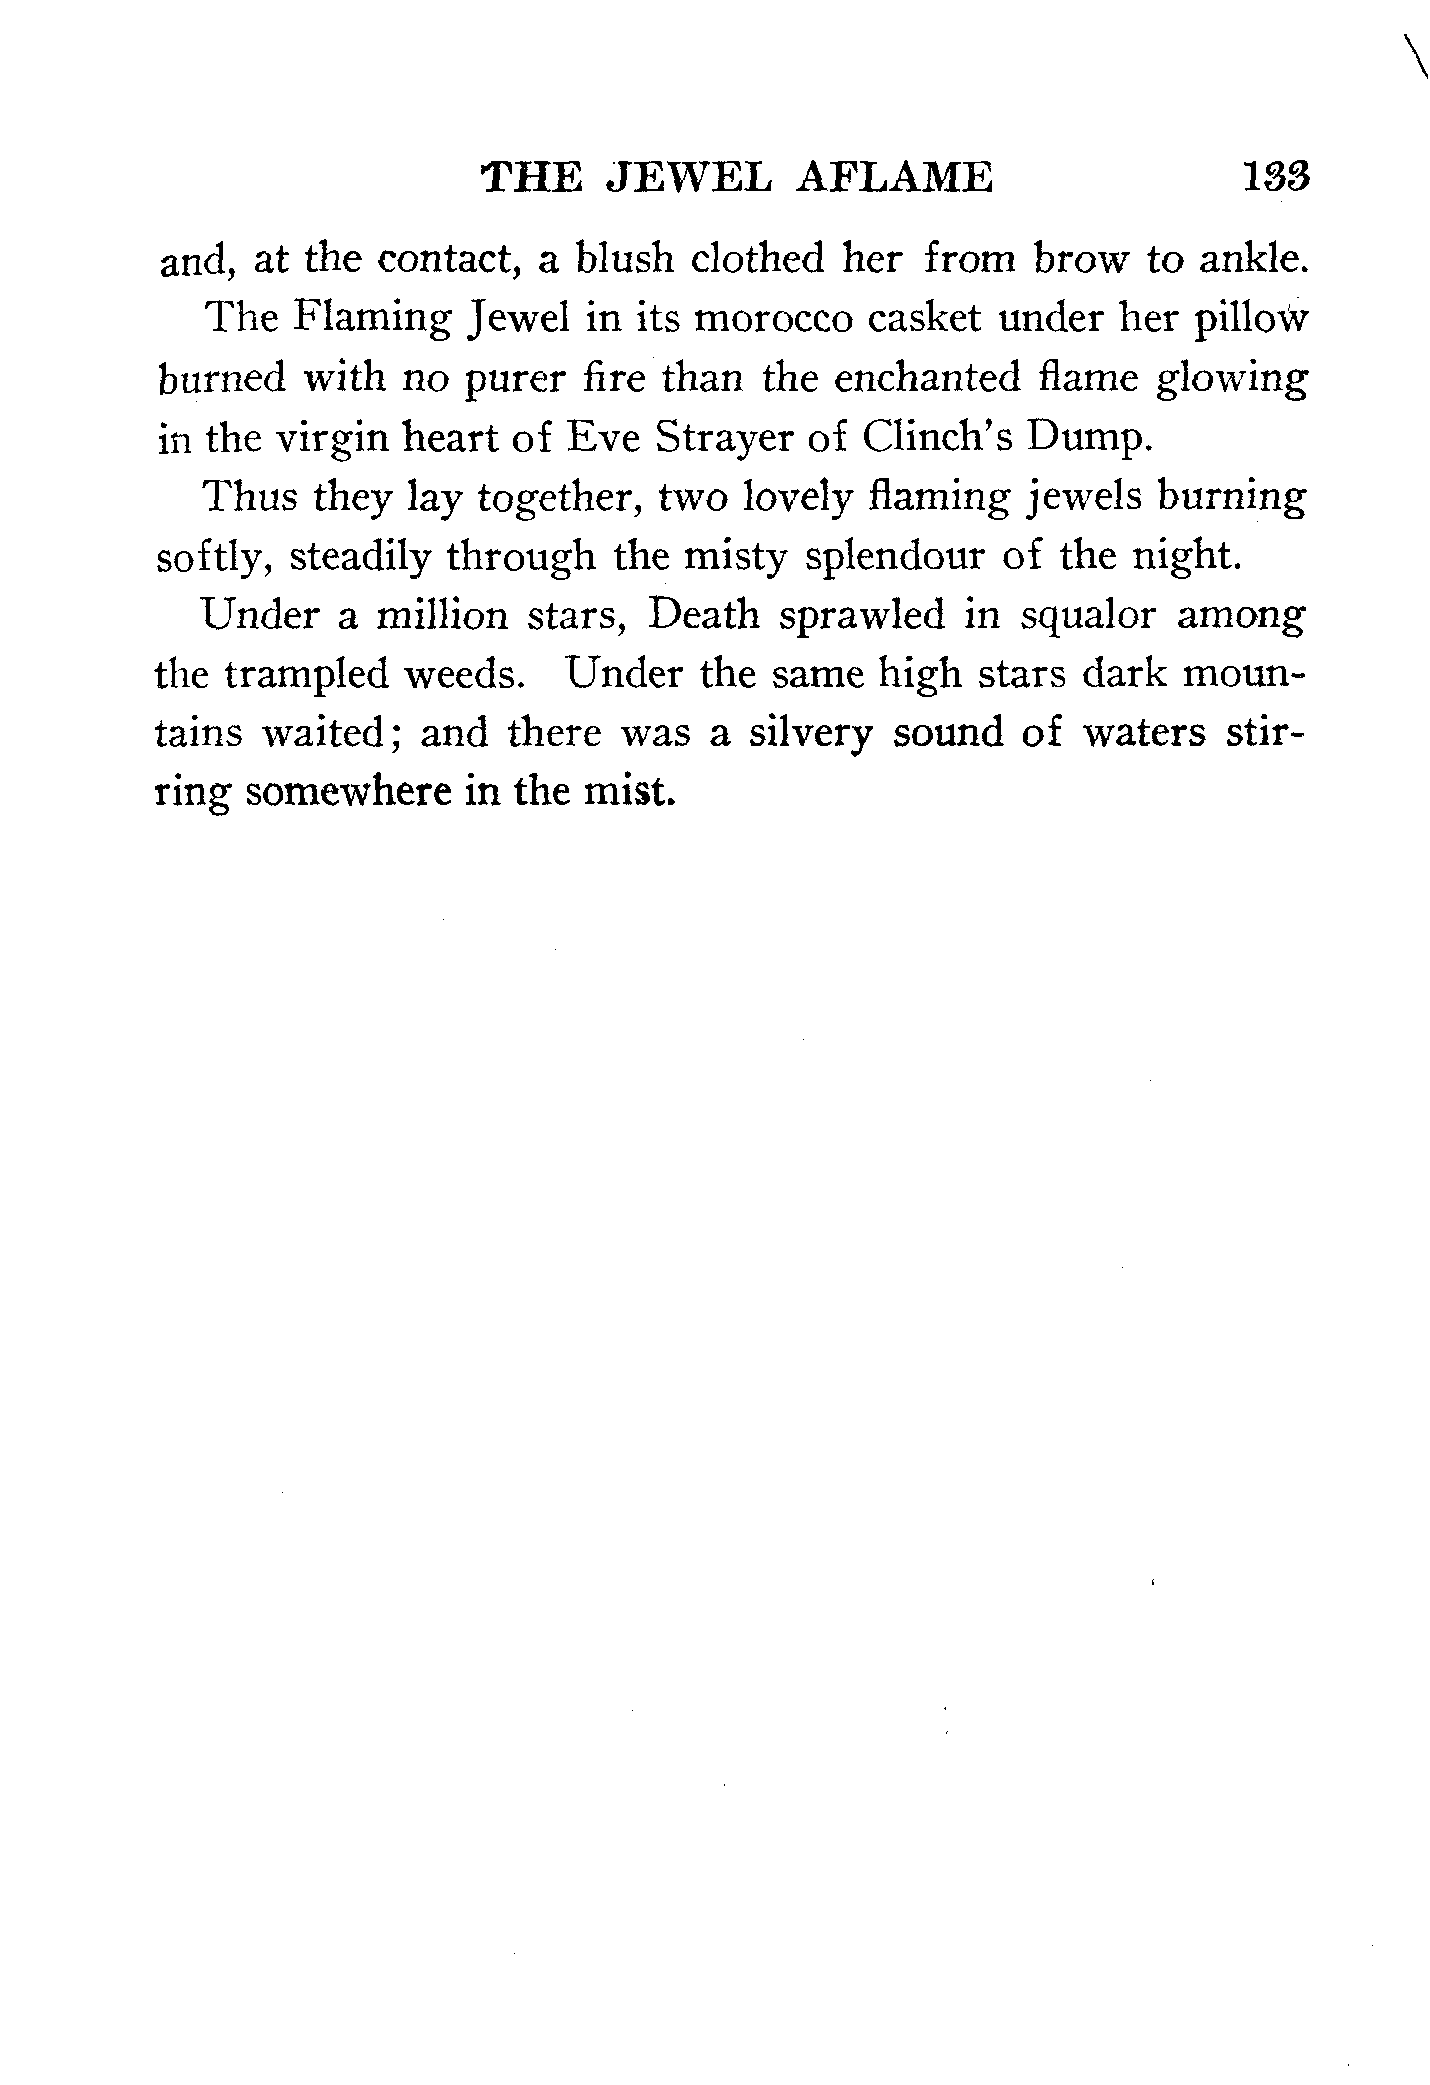 THE JEWEL AFLAME 133
and, at the contact, a blush clothed her from brow to ankle.
The Flaming Jewel in its morocco casket under her pillow
burned with no purer fire than the enchanted flame glowing
in the virgin heart of Eve Strayer of Clinch's Dump.
Thus they lay together, two lovely flaming jewels burning
softly, steadily through the misty splendour of the night.
Under a million stars, Death sprawled in squalor among
the trampled weeds. Under the same high stars dark moun-
tains waited; and there was a silvery sound of waters stir-
ring somewhere in the mist.